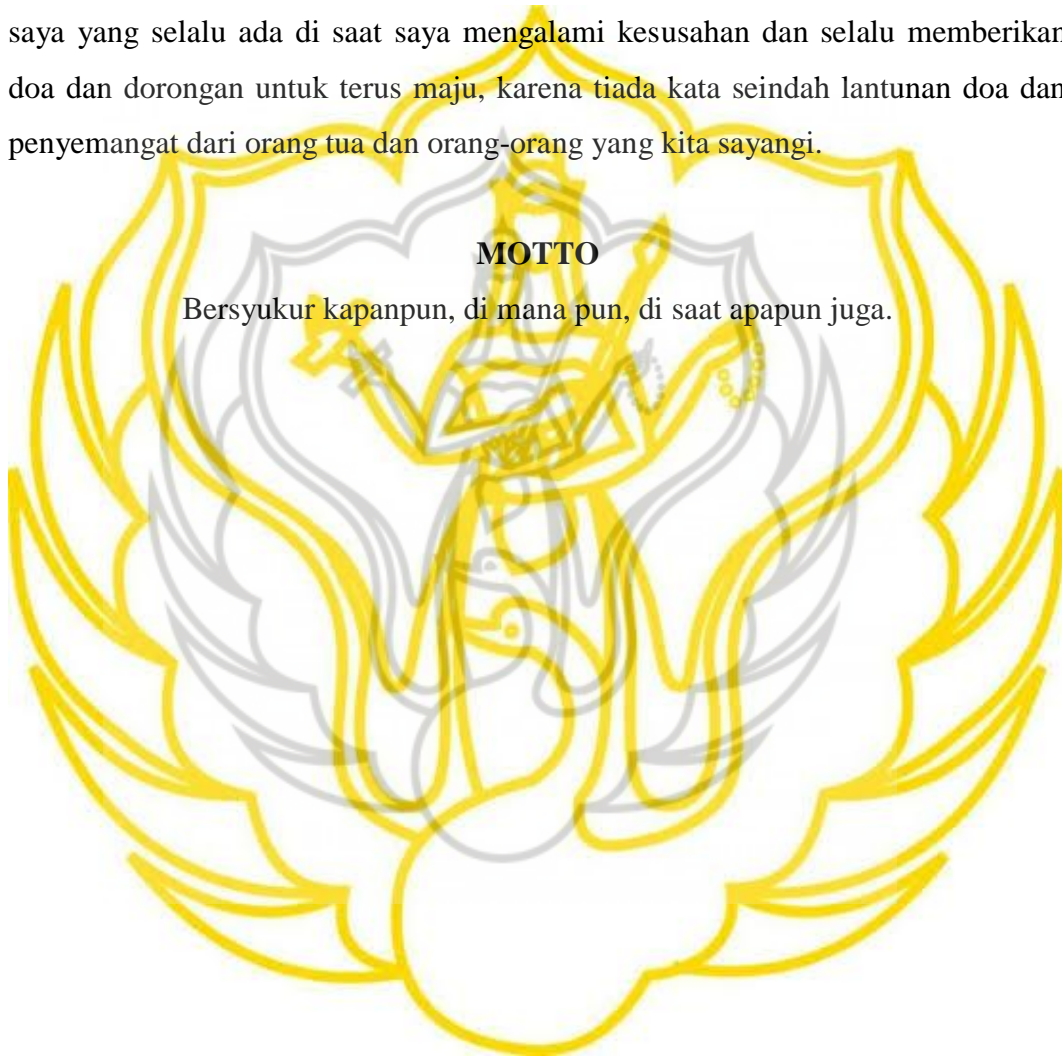 saya yang selalu ada di saat saya mengalami kesusahan dan selalu memberikan
doa dan dorongan untuk terus maju, karena tiada kata seindah lantunan doa dan
penyemangat dari orang tua dan orang-orang yang kita sayangi.
MOTTO
Bersyukur kapanpun, di mana pun, di saat apapun juga.